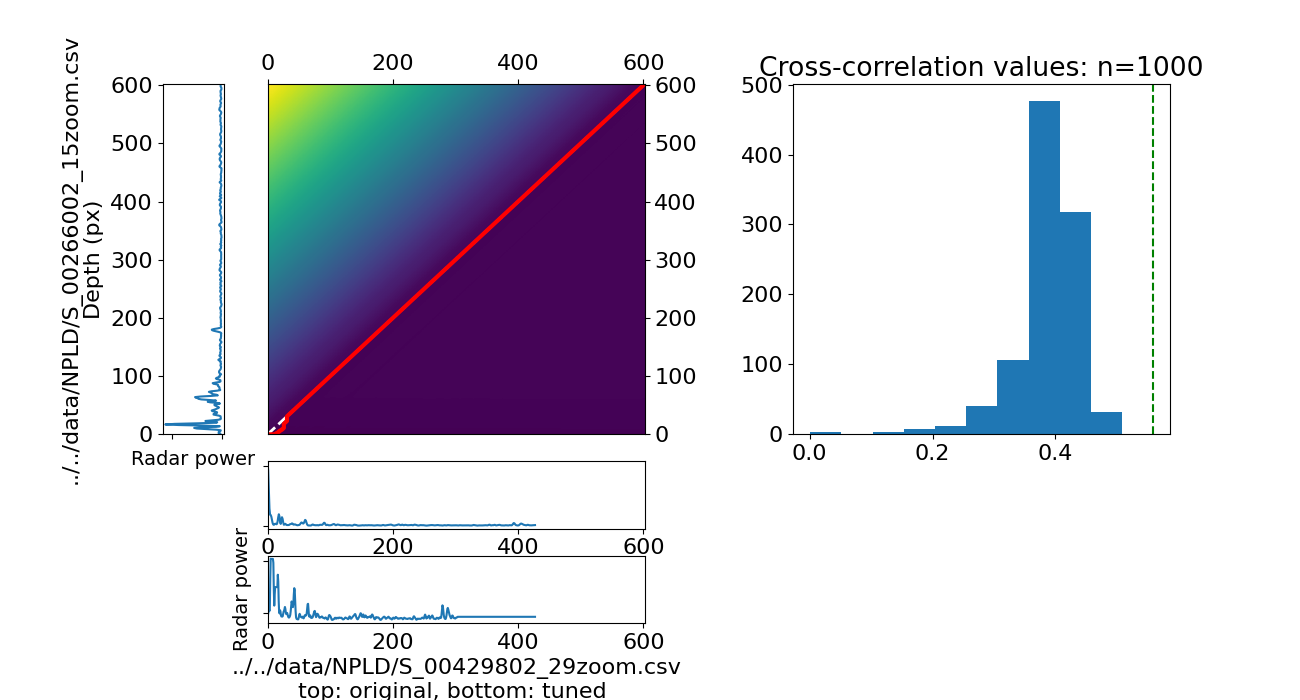 Cross-correlation values: n=1000
0 200 400 600
600
500
400
300
200
100
0
../../data/NPLD/S_00266002_15zoom.csv
Depth (px)
Radar power
600
500
400
300
200
100
0
500
400
300
200
100
0
0.0 0.2 0.4
0 200 400 600
Radar power
0 200 400 600
../../data/NPLD/S_00429802_29zoom.csv
top: original, bottom: tuned